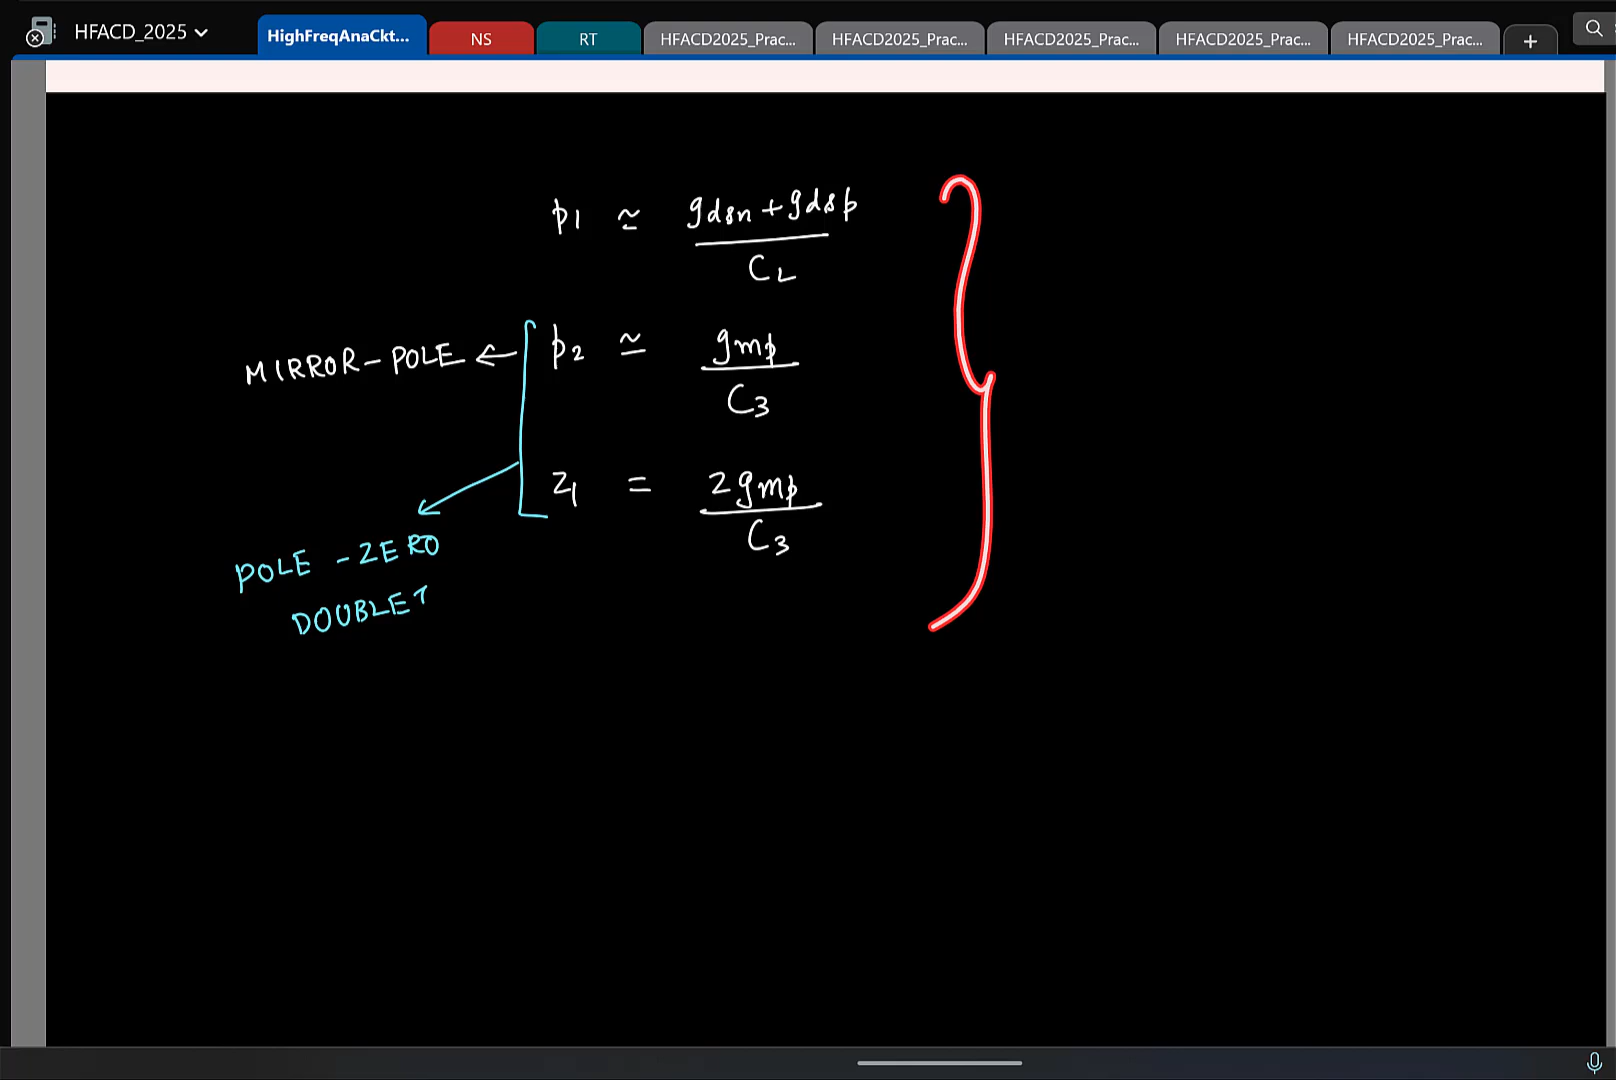 HFACD_2025
HighFreqAnaCkt...
NS
RT
HFACD2025_Prac...
HFACD2025_Prac...
HFACD2025_Prac...
HFACD2025_Prac...
HFACD2025_Prac...
+
p1 ≃ gdsn + gdsp / CL
MIRROR-POLE ← p2 ≃ gmp / C3
z1 = 2gmp / C3
POLE - ZERO
DOUBLET